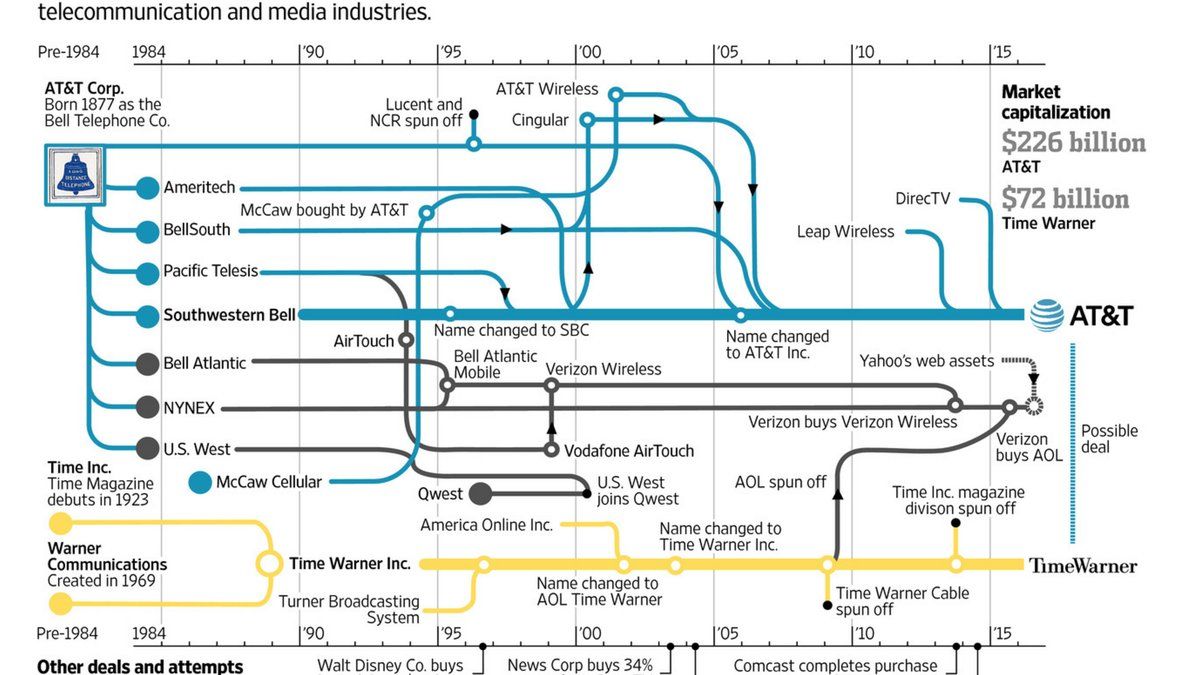 telecommunication and media industries.
Pre-1984 1984 '90 '95 '00 '05 '10 '15
AT&T Corp.
Born 1877 as the
Bell Telephone Co.
Lucent and
NCR spun off
AT&T Wireless
Cingular
Market
capitalization
$226 billion
AT&T
$72 billion
Time Warner
LONG
DISTANCE
TELEPHONE
Ameritech
McCaw bought by AT&T
BellSouth
Pacific Telesis
Southwestern Bell
DirecTV
Leap Wireless
AT&T
Name changed to SBC
Name changed
to AT&T Inc.
AirTouch
Bell Atlantic
Bell Atlantic
Mobile
Verizon Wireless
Yahoo's web assets
NYNEX
Verizon buys Verizon Wireless
Verizon
buys AOL
Possible
deal
U.S. West
Vodafone AirTouch
McCaw Cellular
Qwest
U.S. West
joins Qwest
AOL spun off
Time Inc.
Time Magazine
debuts in 1923
Time Inc. magazine
divison spun off
America Online Inc.
Name changed to
Time Warner Inc.
Warner
Communications
Created in 1969
Time Warner Inc.
TimeWarner
Name changed to
AOL Time Warner
Turner Broadcasting
System
Time Warner Cable
spun off
Pre-1984 1984 '90 '95 '00 '05 '10 '15
Other deals and attempts
Walt Disney Co. buys
News Corp buys 34%
Comcast completes purchase